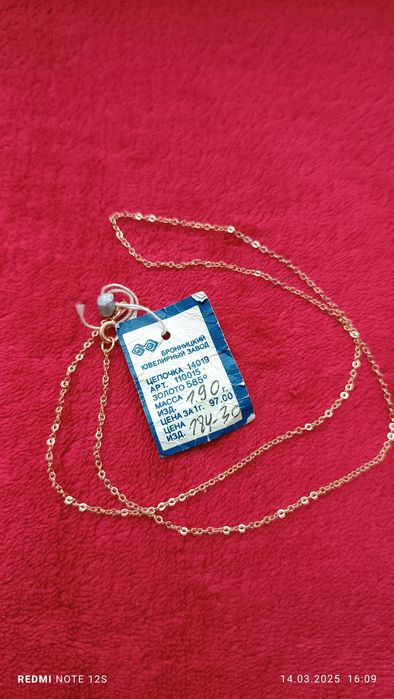 БРОННИЦКИЙ
ЮВЕЛИРНЫЙ ЗАВОД
ЦЕПОЧКА 14019
АРТ. 110015
ЗОЛОТО 585°
МАССА
ИЗД. 1.90 г.
ЦЕНА ЗА 1г. 97.00
ЦЕНА
ИЗД. 184-30
REDMI NOTE 12S
14.03.2025 16:09